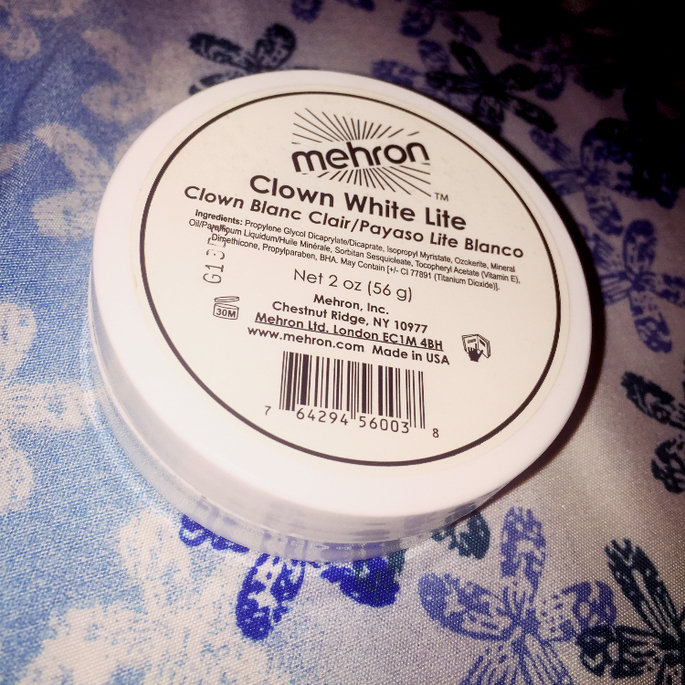 mehron™
Clown White Lite
Clown Blanc Clair/Payaso Lite Blanco
Ingredients: Propylene Glycol Dicaprylate/Dicaprate, Isopropyl Myristate, Ozokerite, Mineral
Oil/Paraffinum Liquidum/Huile Minérale, Sorbitan Sesquioleate, Tocopheryl Acetate (Vitamin E),
Dimethicone, Propylparaben, BHA. May Contain [+/- CI 77891 (Titanium Dioxide)].
Net 2 oz (56 g)
30M
Mehron, Inc.
Chestnut Ridge, NY 10977
Mehron Ltd, London EC1M 4BH
www.mehron.com Made in USA
7 64294 56003 8